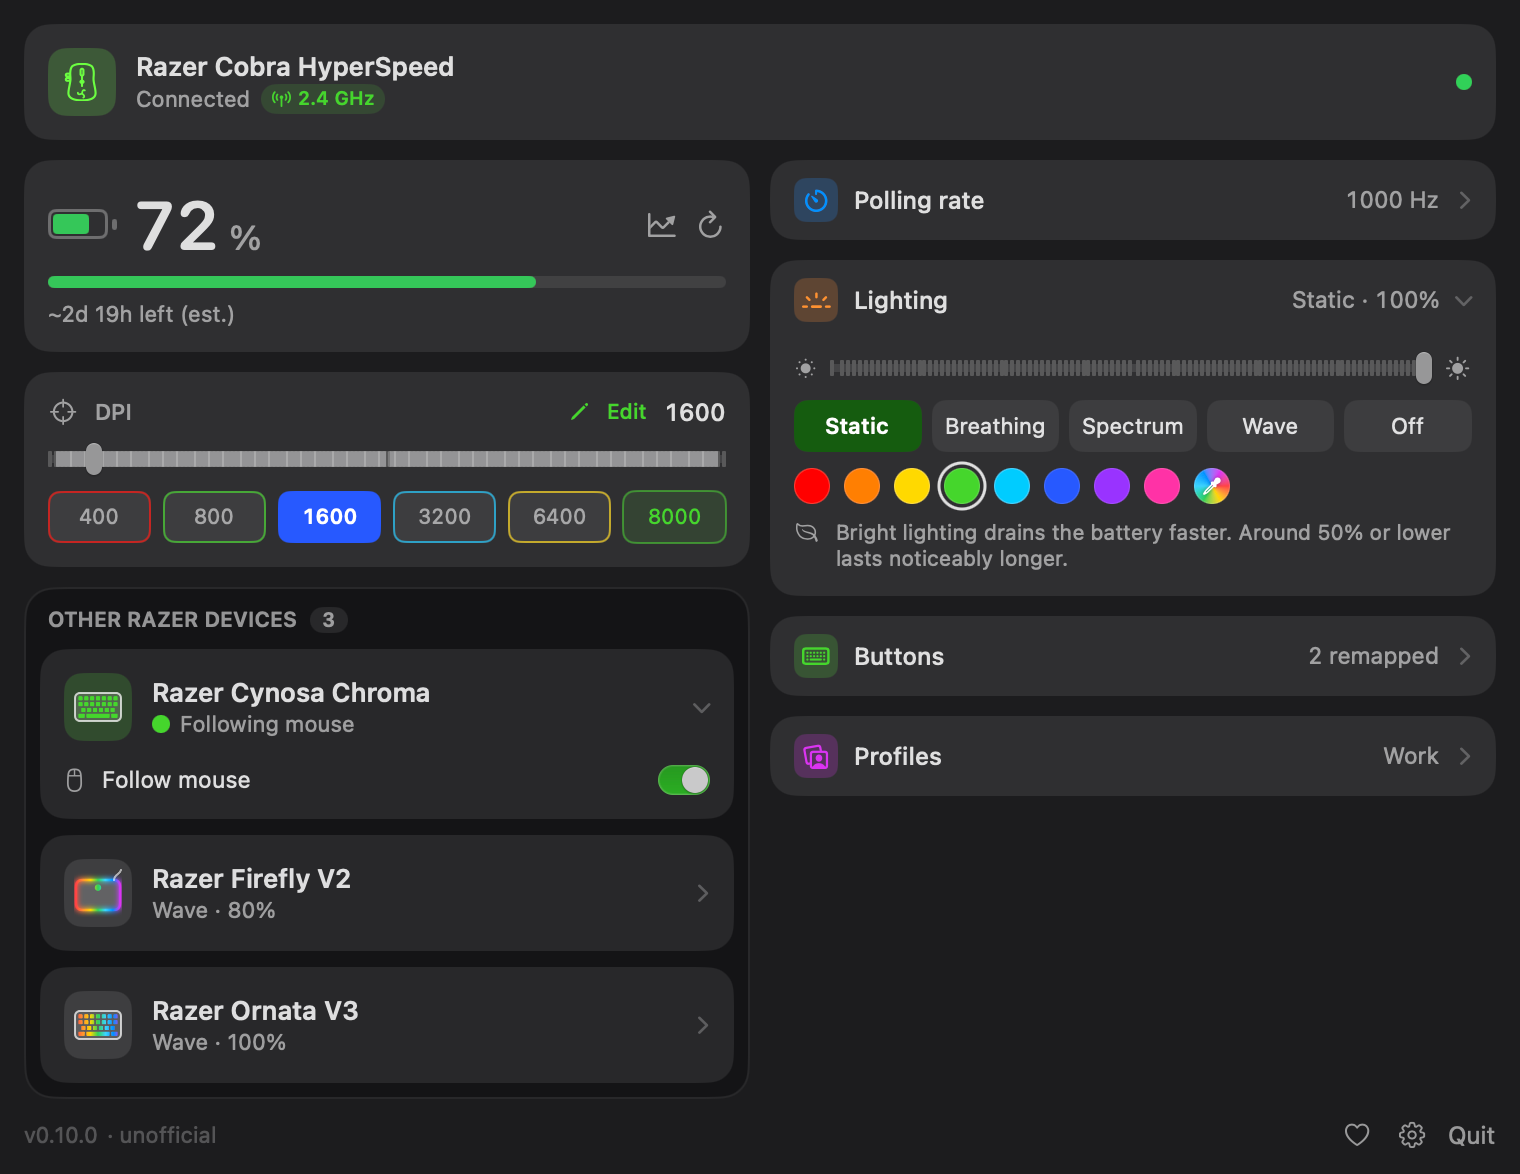 Razer Cobra HyperSpeed
Connected 2.4 GHz
72 %
~2d 19h left (est.)
DPI Edit 1600
400 800 1600 3200 6400 8000
OTHER RAZER DEVICES 3
Razer Cynosa Chroma
Following mouse
Follow mouse
Razer Firefly V2
Wave · 80%
Razer Ornata V3
Wave · 100%
Polling rate 1000 Hz
Lighting Static · 100%
Static Breathing Spectrum Wave Off
Bright lighting drains the battery faster. Around 50% or lower
lasts noticeably longer.
Buttons 2 remapped
Profiles Work
v0.10.0 · unofficial
Quit